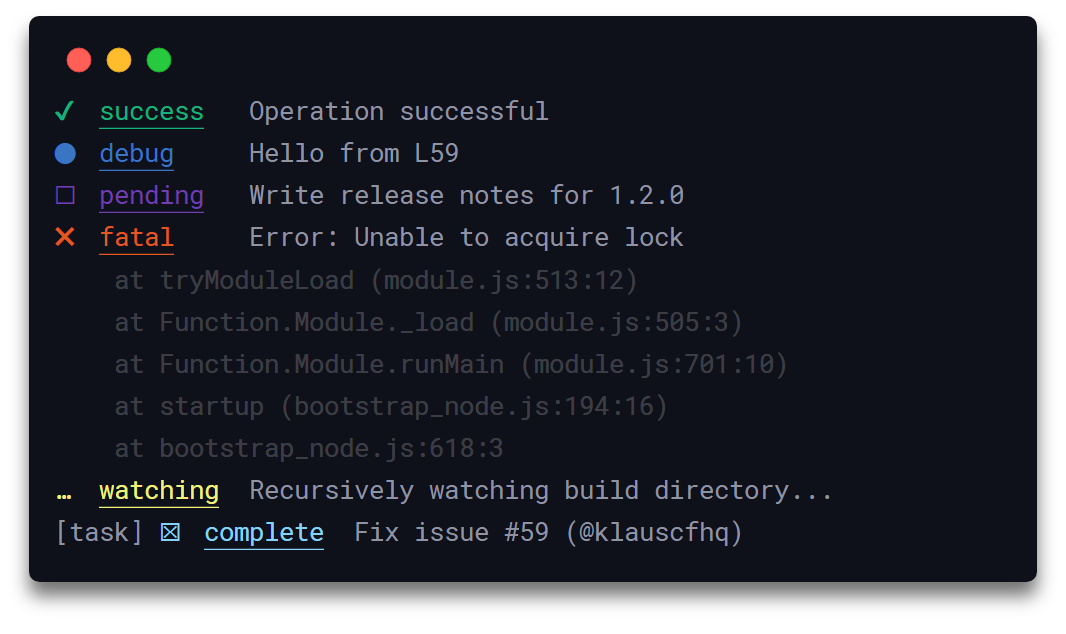 ✔ success Operation successful
● debug Hello from L59
☐ pending Write release notes for 1.2.0
✖ fatal Error: Unable to acquire lock
at tryModuleLoad (module.js:513:12)
at Function.Module._load (module.js:505:3)
at Function.Module.runMain (module.js:701:10)
at startup (bootstrap_node.js:194:16)
at bootstrap_node.js:618:3
… watching Recursively watching build directory...
[task] ☒ complete Fix issue #59 (@klauscfhq)